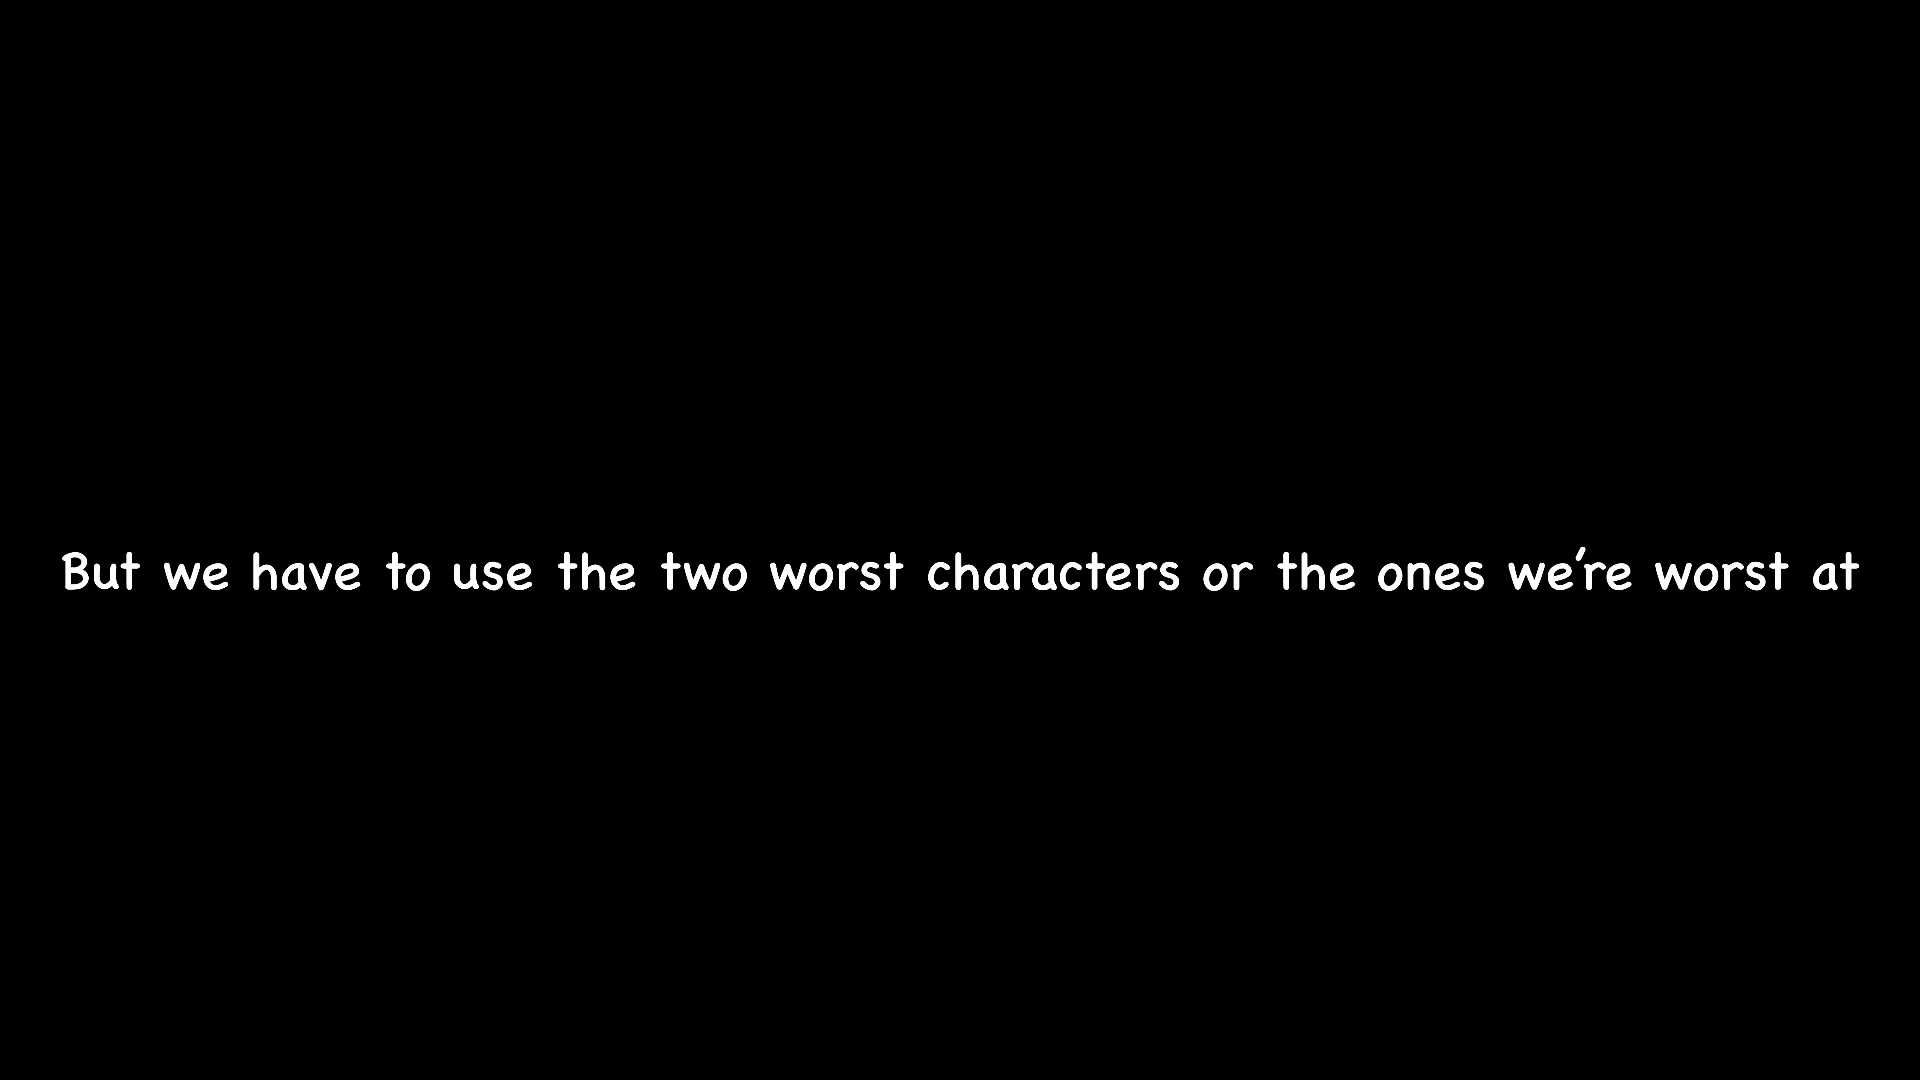 But we have to use the two worst characters or the ones we’re worst at